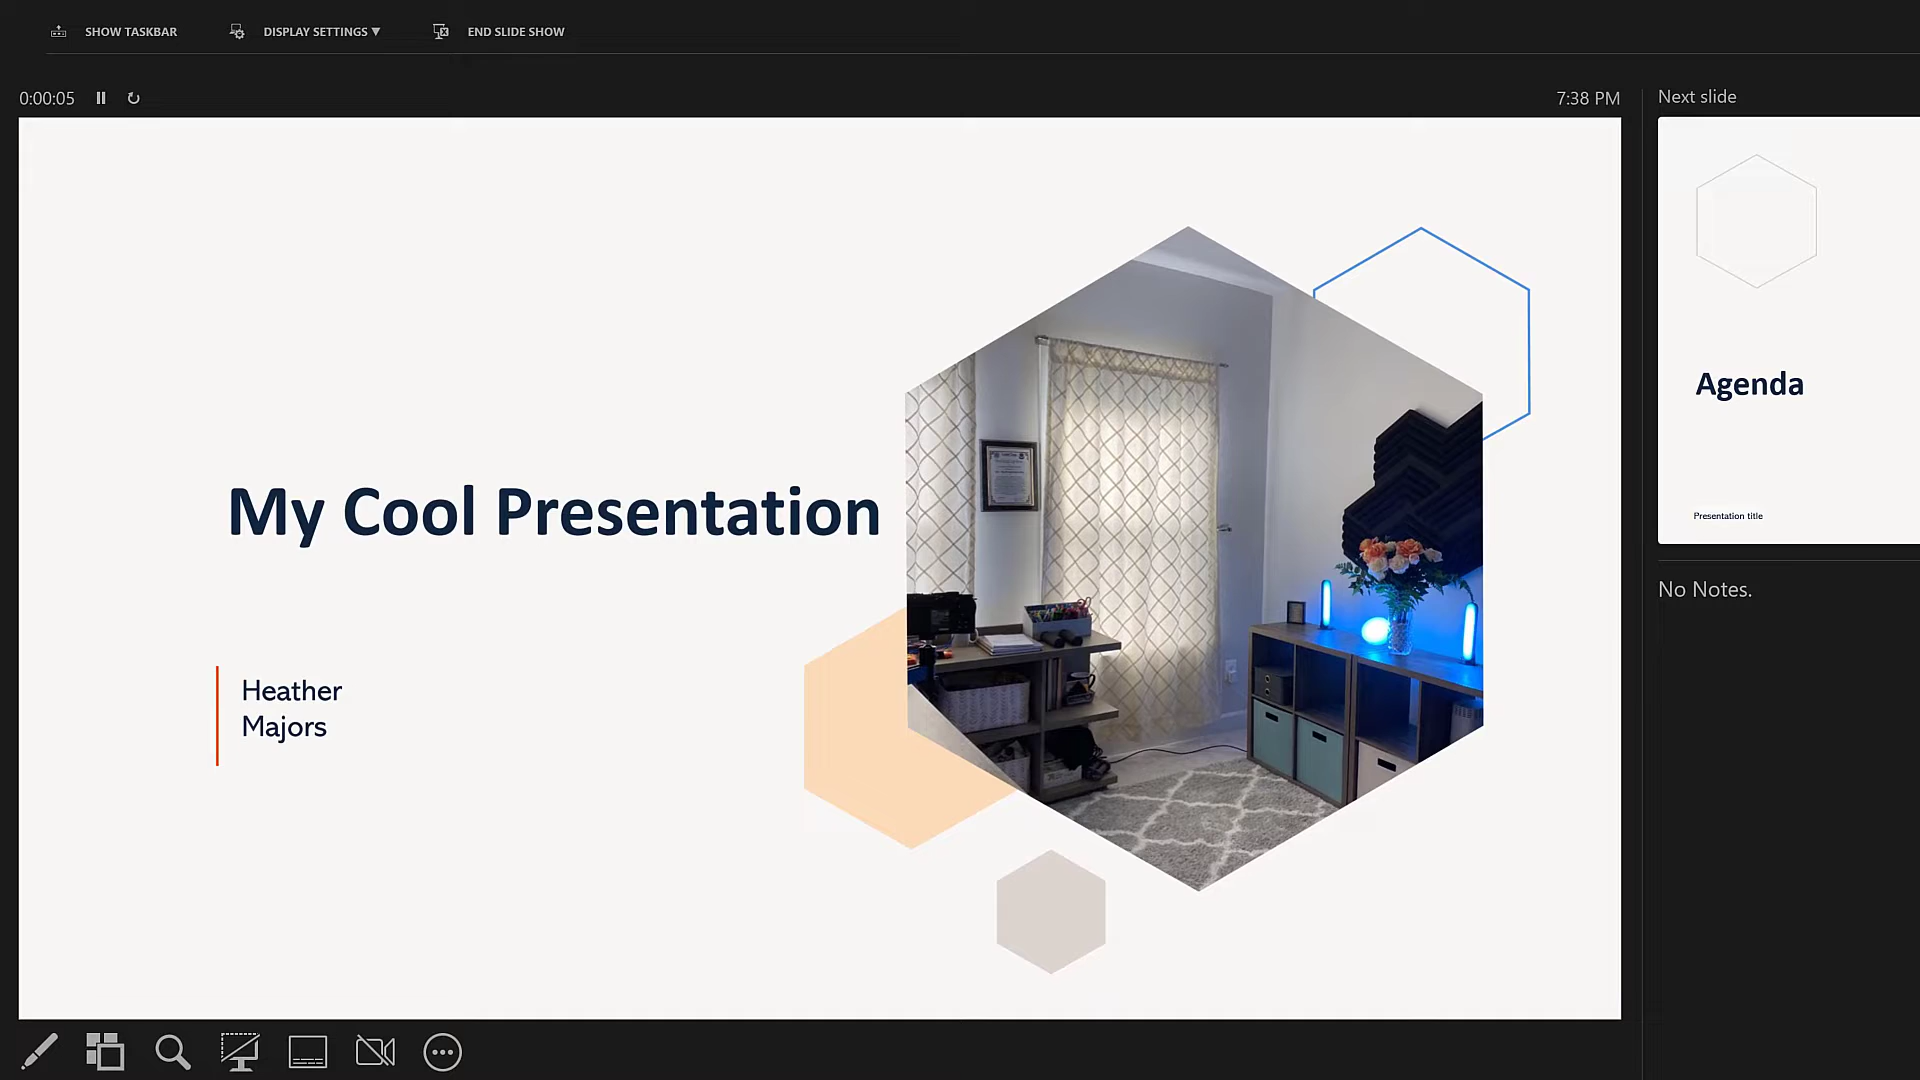 SHOW TASKBAR DISPLAY SETTINGS ▼ END SLIDE SHOW
0:00:05 7:38 PM
My Cool Presentation
Heather
Majors
Next slide
Agenda
Presentation title
No Notes.